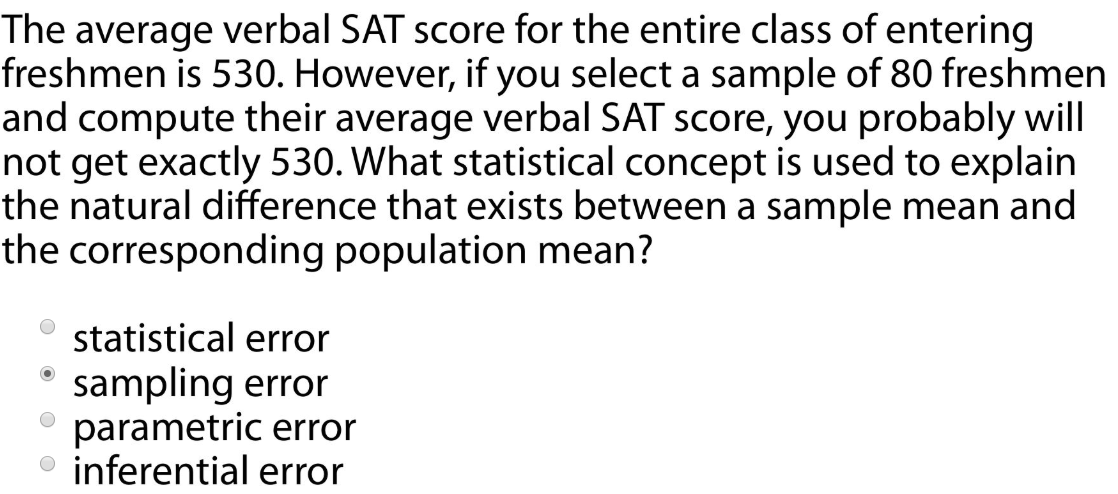 The average verbal SAT score for the entire class of entering
freshmen is 530. However, if you select a sample of 80 freshmen
and compute their average verbal SAT score, you probably will
not get exactly 530. What statistical concept is used to explain
the natural difference that exists between a sample mean and
the corresponding population mean?
statistical error
sampling error
parametric error
inferential error